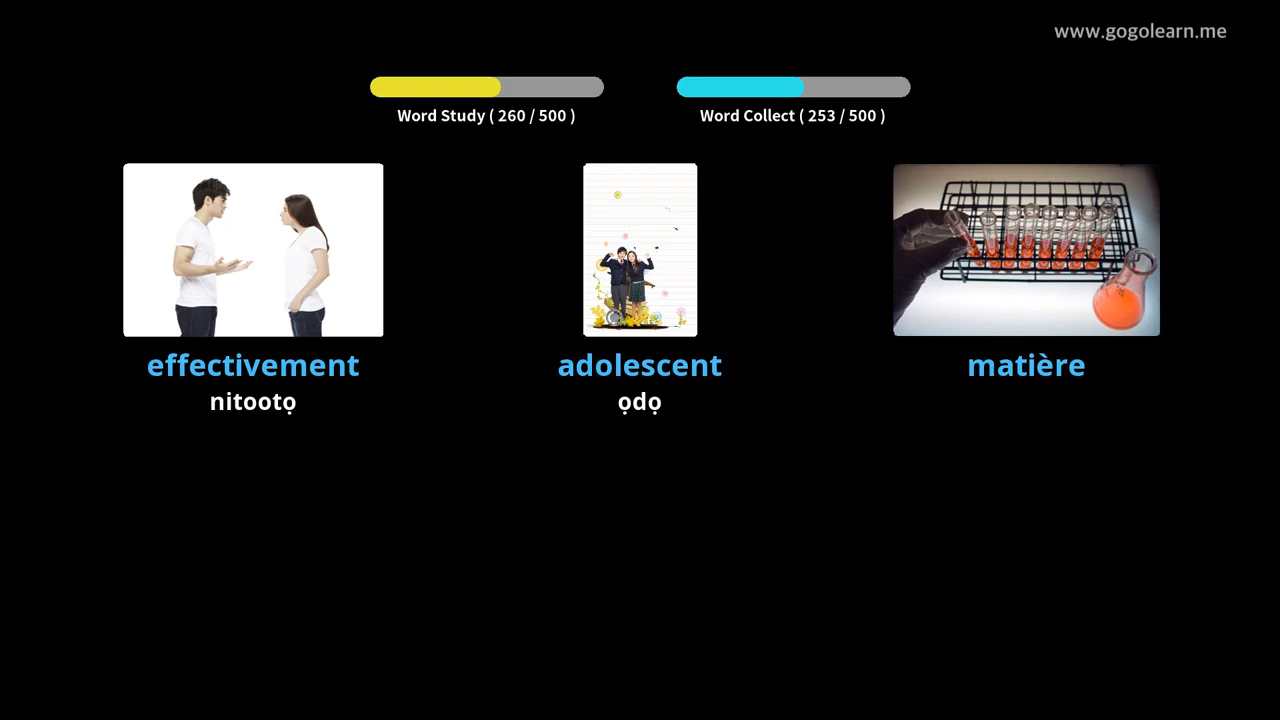 www.gogolearn.me
Word Study ( 260 / 500 )
Word Collect ( 253 / 500 )
effectivement
adolescent
matière
nitootọ
ọdọ